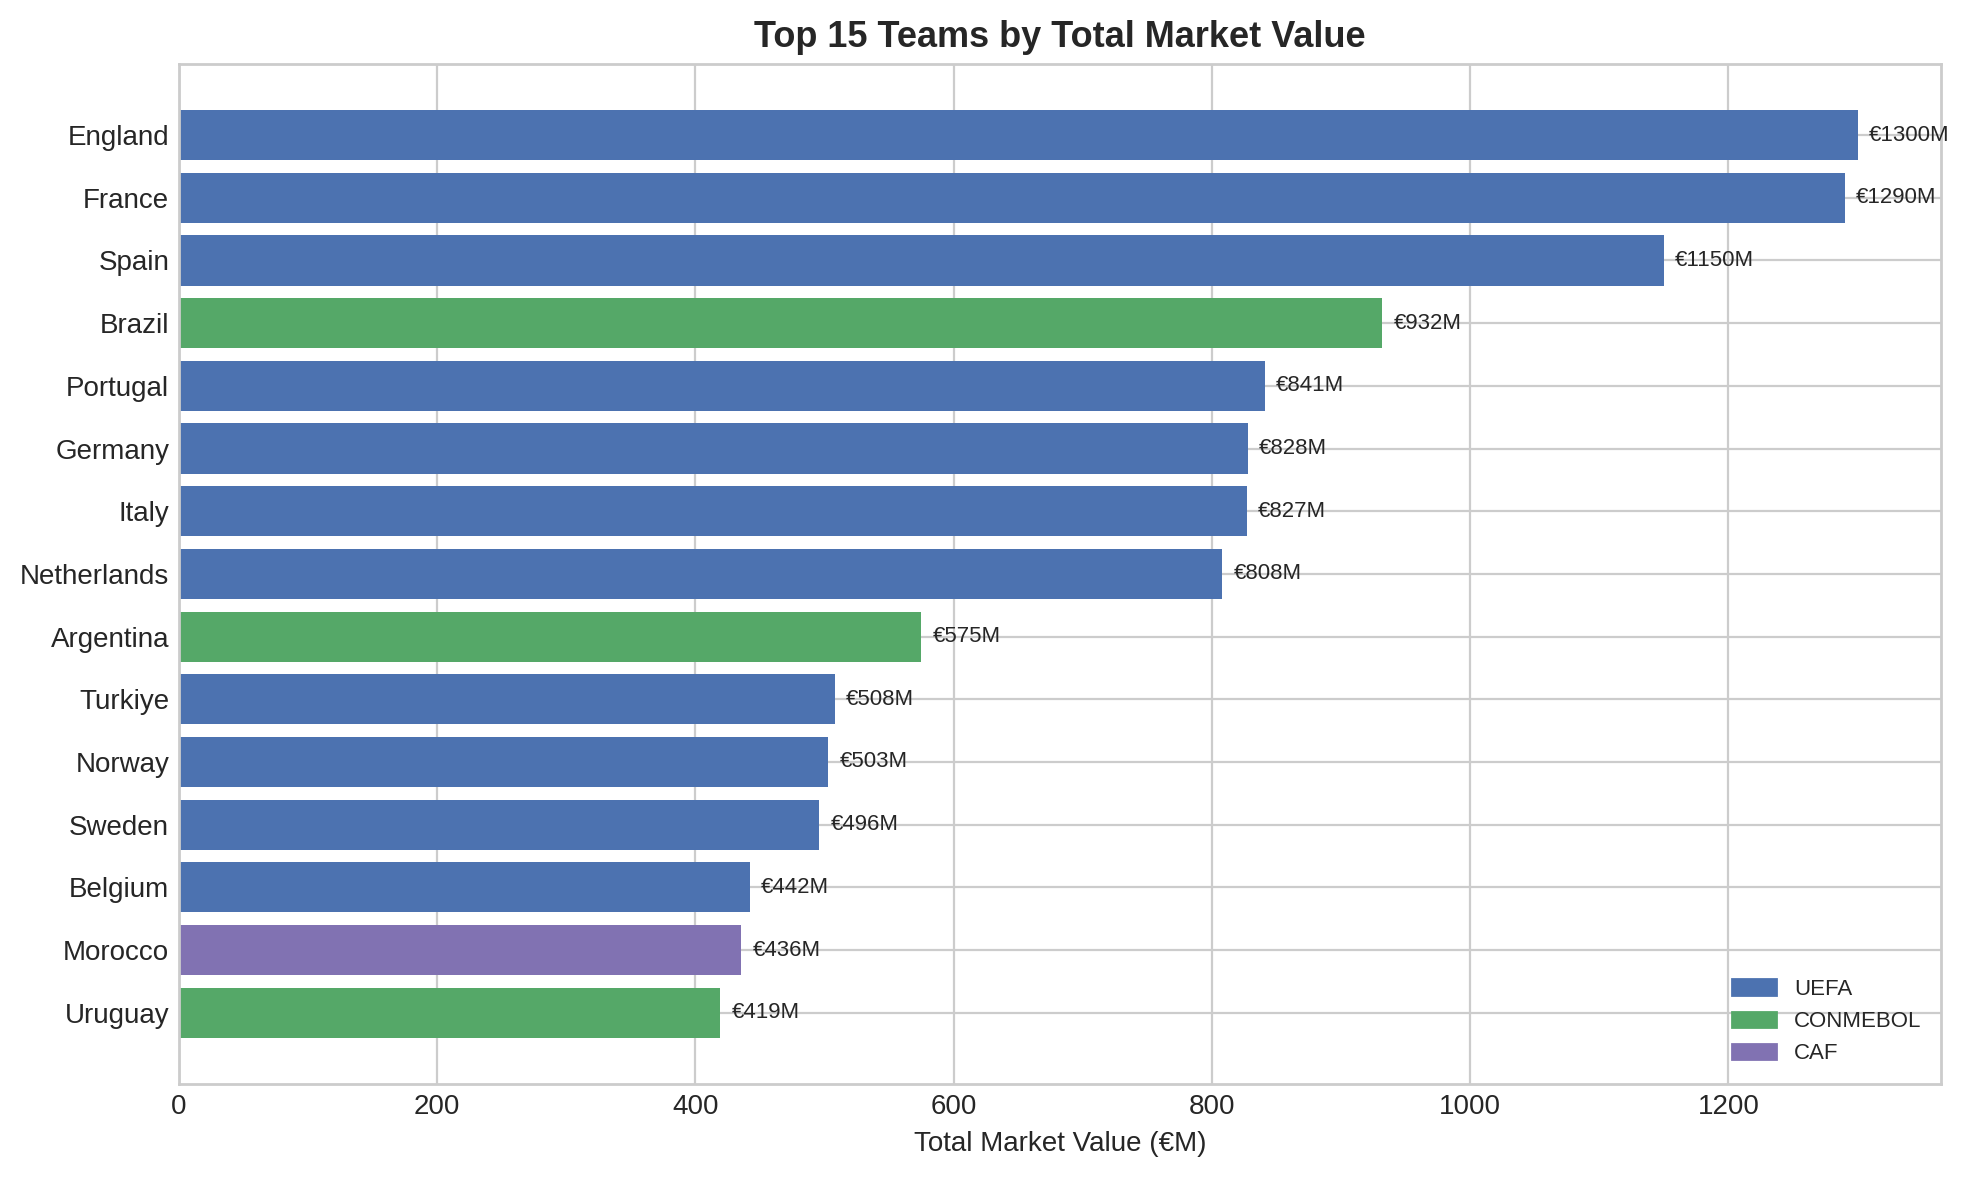 Top 15 Teams by Total Market Value
England €1300M
France €1290M
Spain €1150M
Brazil €932M
Portugal €841M
Germany €828M
Italy €827M
Netherlands €808M
Argentina €575M
Turkiye €508M
Norway €503M
Sweden €496M
Belgium €442M
Morocco €436M
Uruguay €419M
UEFA
CONMEBOL
CAF
0 200 400 600 800 1000 1200
Total Market Value (€M)